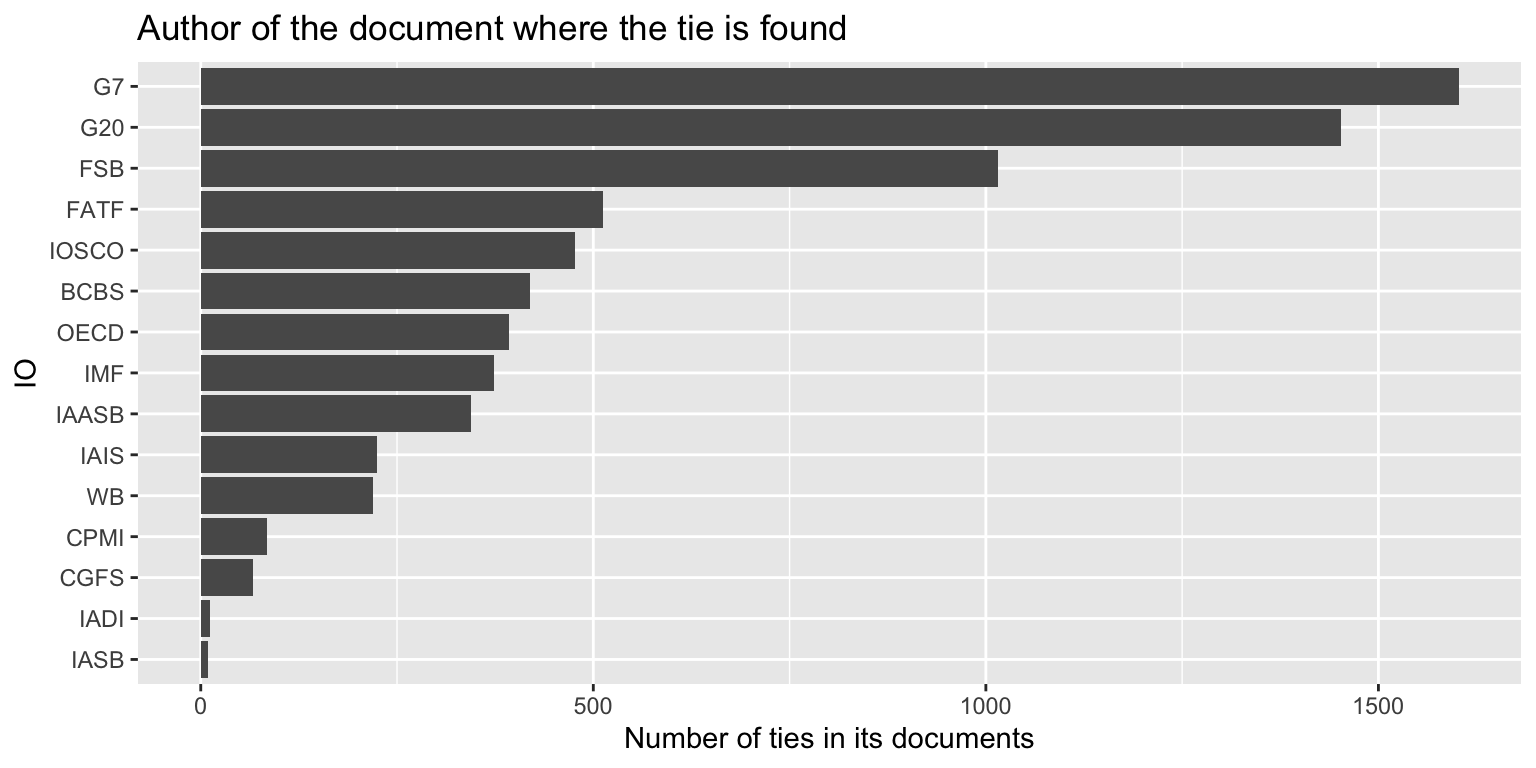 Author of the document where the tie is found
G7
G20
FSB
FATF
IOSCO
BCBS
OECD
IMF
IAASB
IAIS
WB
CPMI
CGFS
IADI
IASB
IO
0 500 1000 1500
Number of ties in its documents